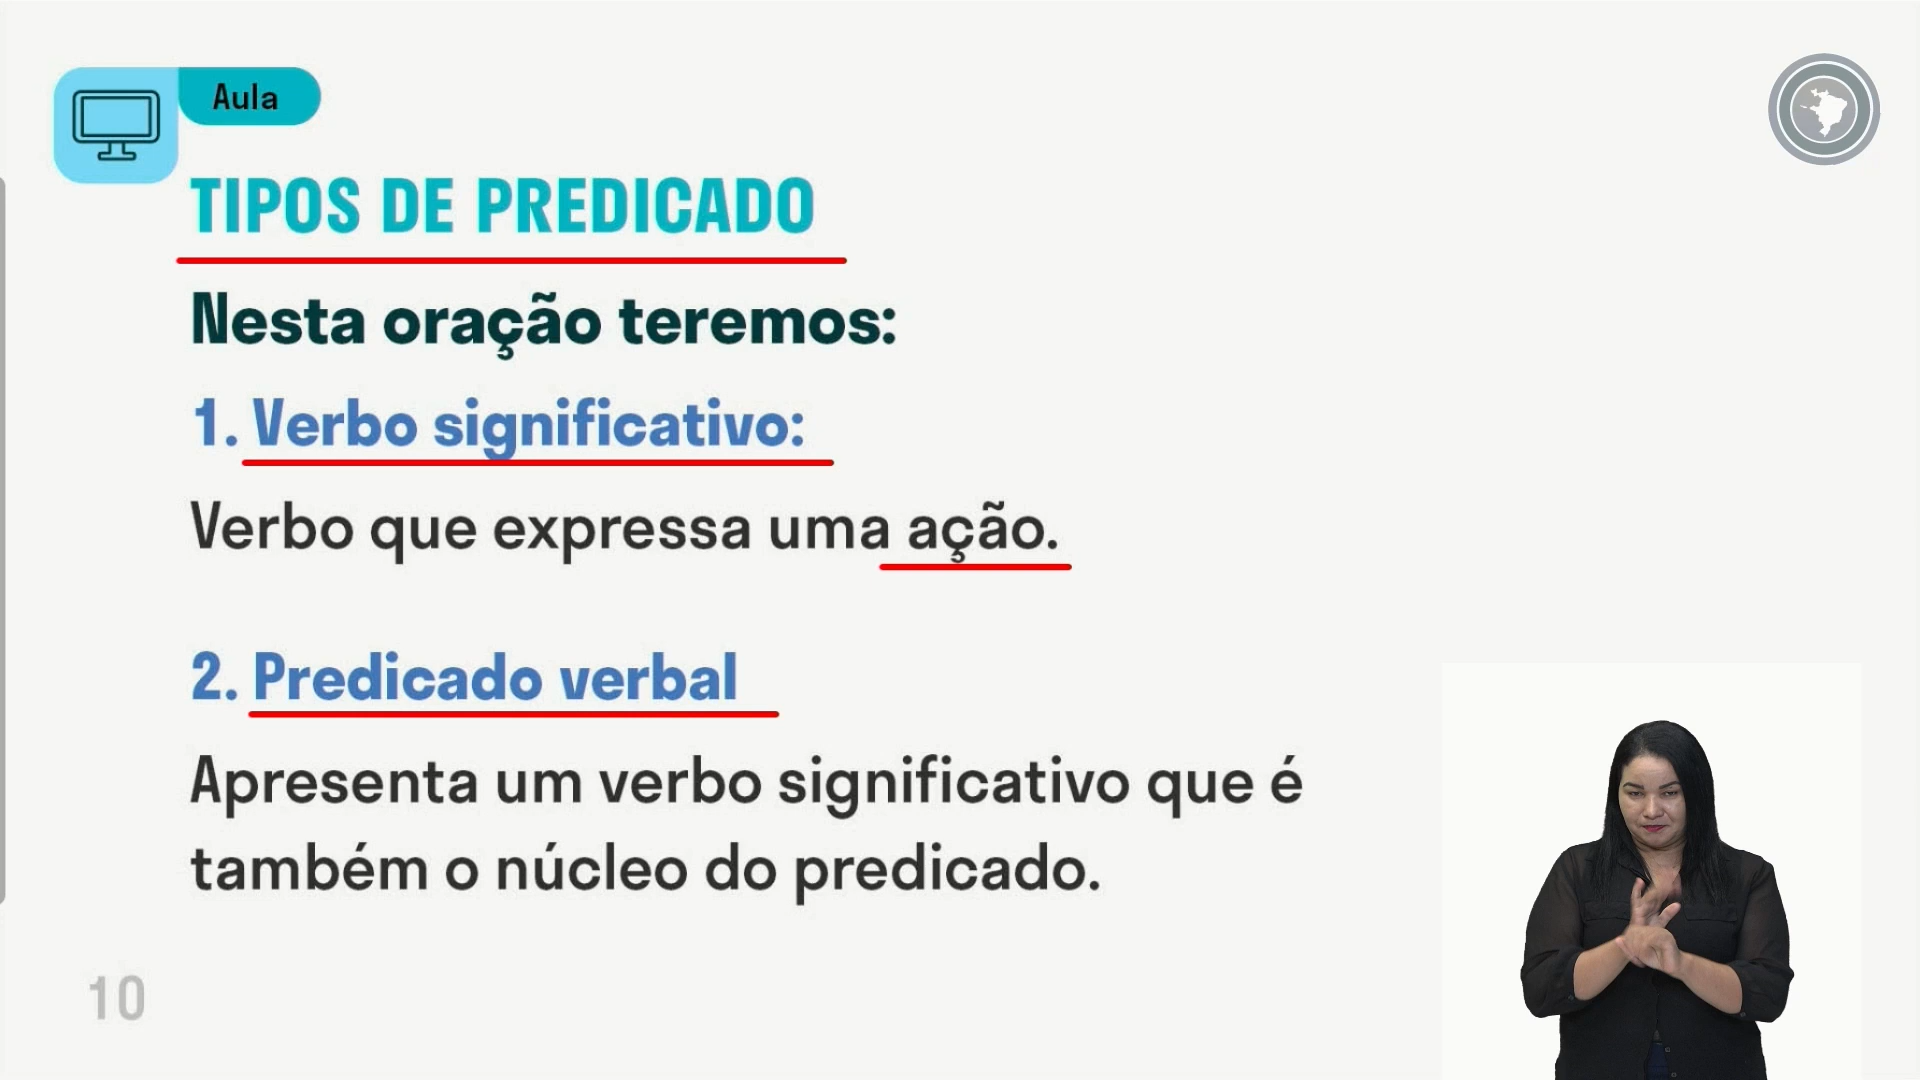 Aula
TIPOS DE PREDICADO
Nesta oração teremos:
1. Verbo significativo:
Verbo que expressa uma ação.
2. Predicado verbal
Apresenta um verbo significativo que é
também o núcleo do predicado.
10